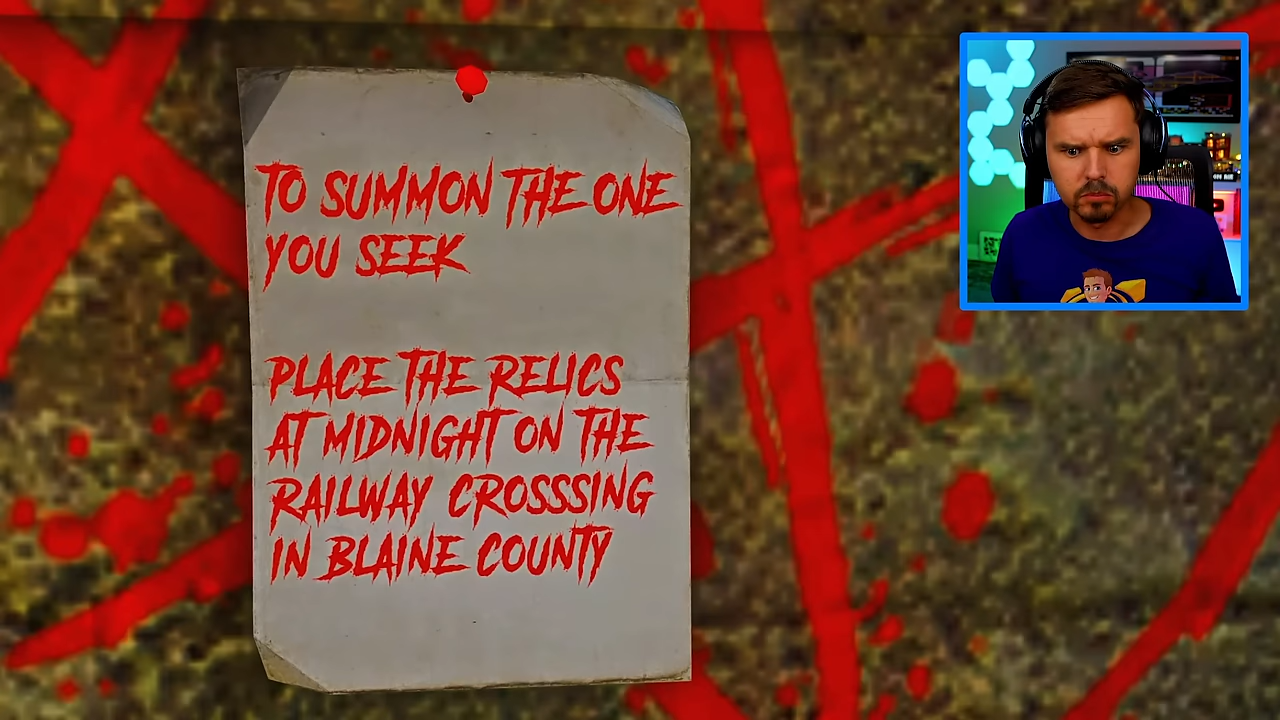 TO SUMMON THE ONE
YOU SEEK
PLACE THE RELICS
AT MIDNIGHT ON THE
RAILWAY CROSSSING
IN BLAINE COUNTY